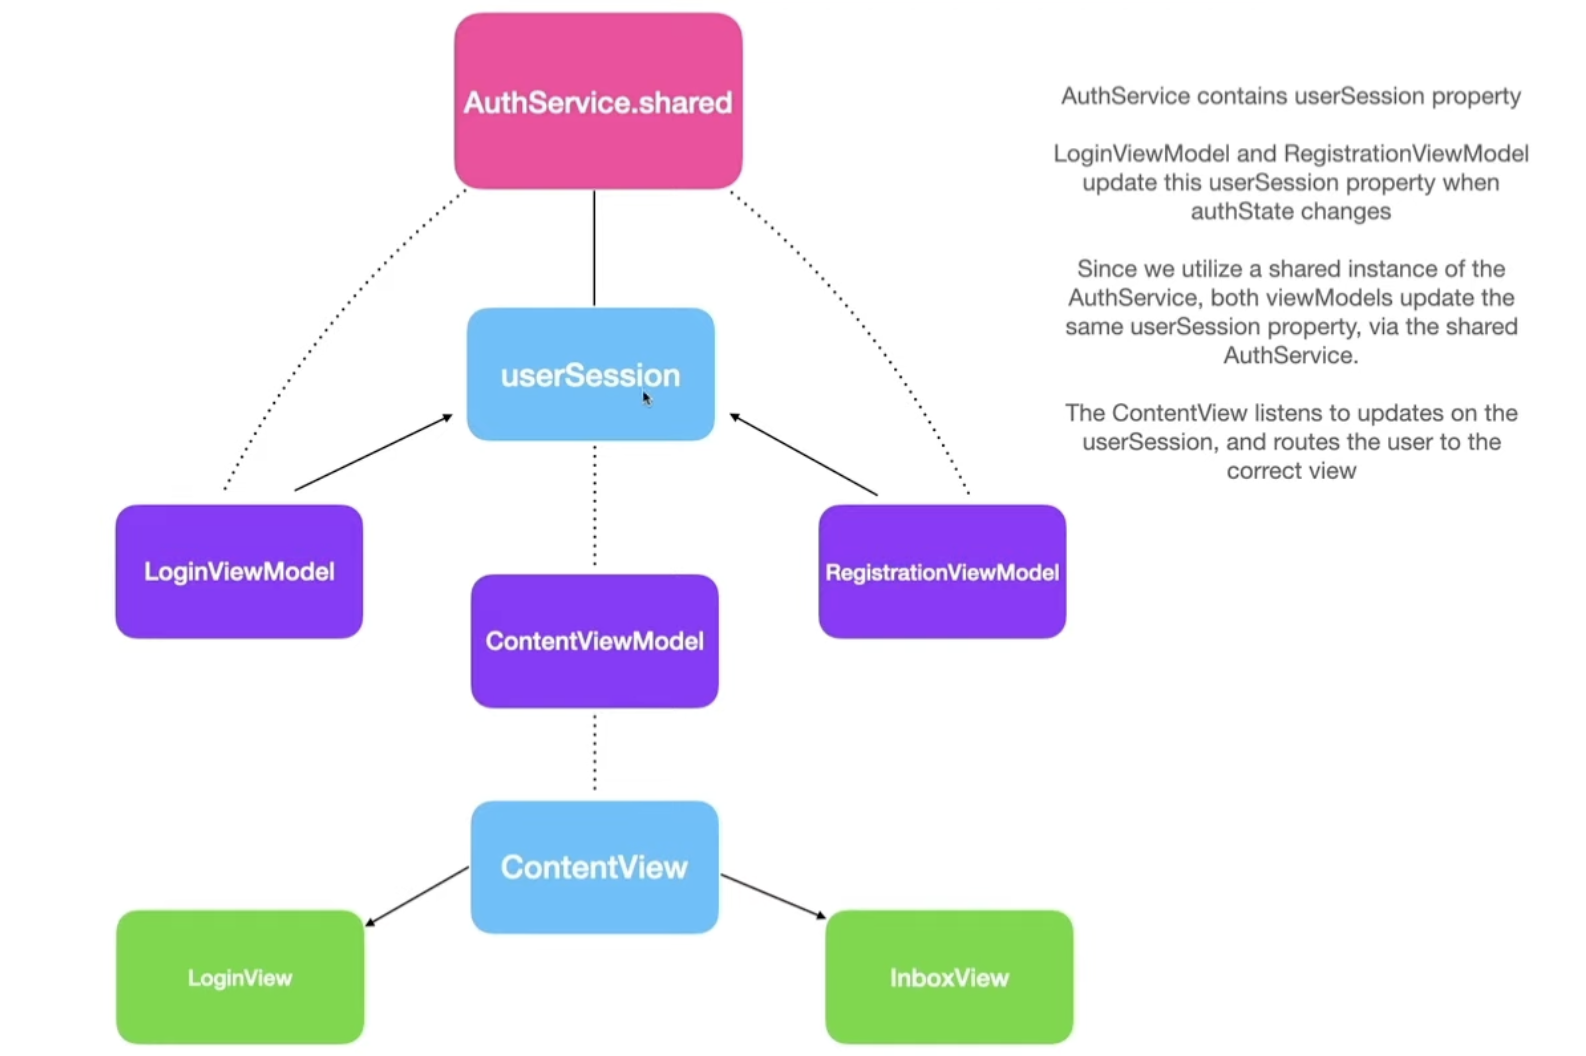 AuthService.shared
AuthService contains userSession property
LoginViewModel and RegistrationViewModel
update this userSession property when
authState changes
Since we utilize a shared instance of the
AuthService, both viewModels update the
same userSession property, via the shared
AuthService.
The ContentView listens to updates on the
userSession, and routes the user to the
correct view
userSession
LoginViewModel
RegistrationViewModel
ContentViewModel
ContentView
LoginView
InboxView